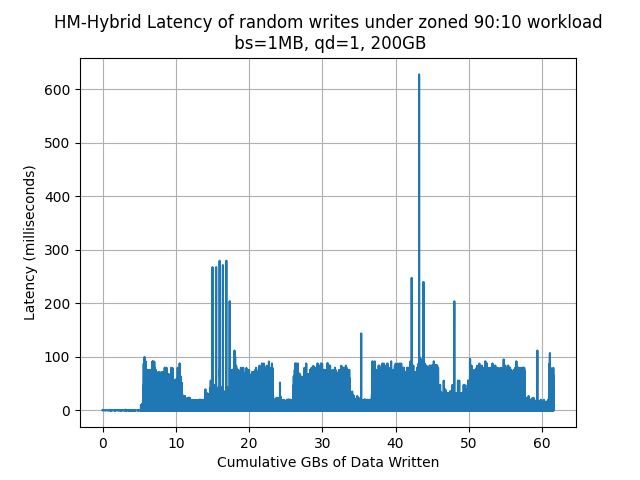 HM-Hybrid Latency of random writes under zoned 90:10 workload
bs=1MB, qd=1, 200GB
600
500
400
300
200
100
0
Latency (milliseconds)
0 10 20 30 40 50 60
Cumulative GBs of Data Written